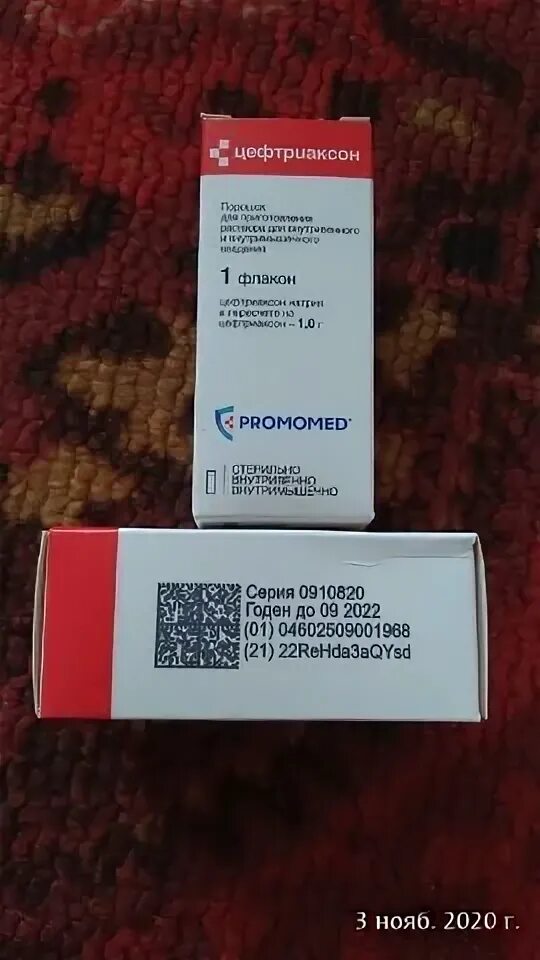 цефтриаксон
Порошок
для приготовления
раствора для внутривенного
и внутримышечного
введения
1 флакон
цефтриаксон натрия
в пересчете на
цефтриаксон – 1,0 г
PROMOMED
СТЕРИЛЬНО
ВНУТРИВЕННО
ВНУТРИМЫШЕЧНО
Серия 0910820
Годен до 09 2022
(01) 04602509001968
(21) 22ReHda3aQYsd
3 нояб. 2020 г.